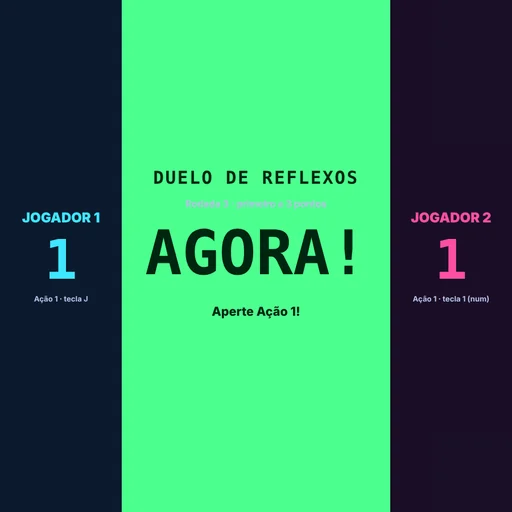 DUELO DE REFLEXOS
AGORA!
Aperte Ação 1!
JOGADOR 1
1
Ação 1 · tecla J
JOGADOR 2
1
Ação 1 · tecla 1 (num)